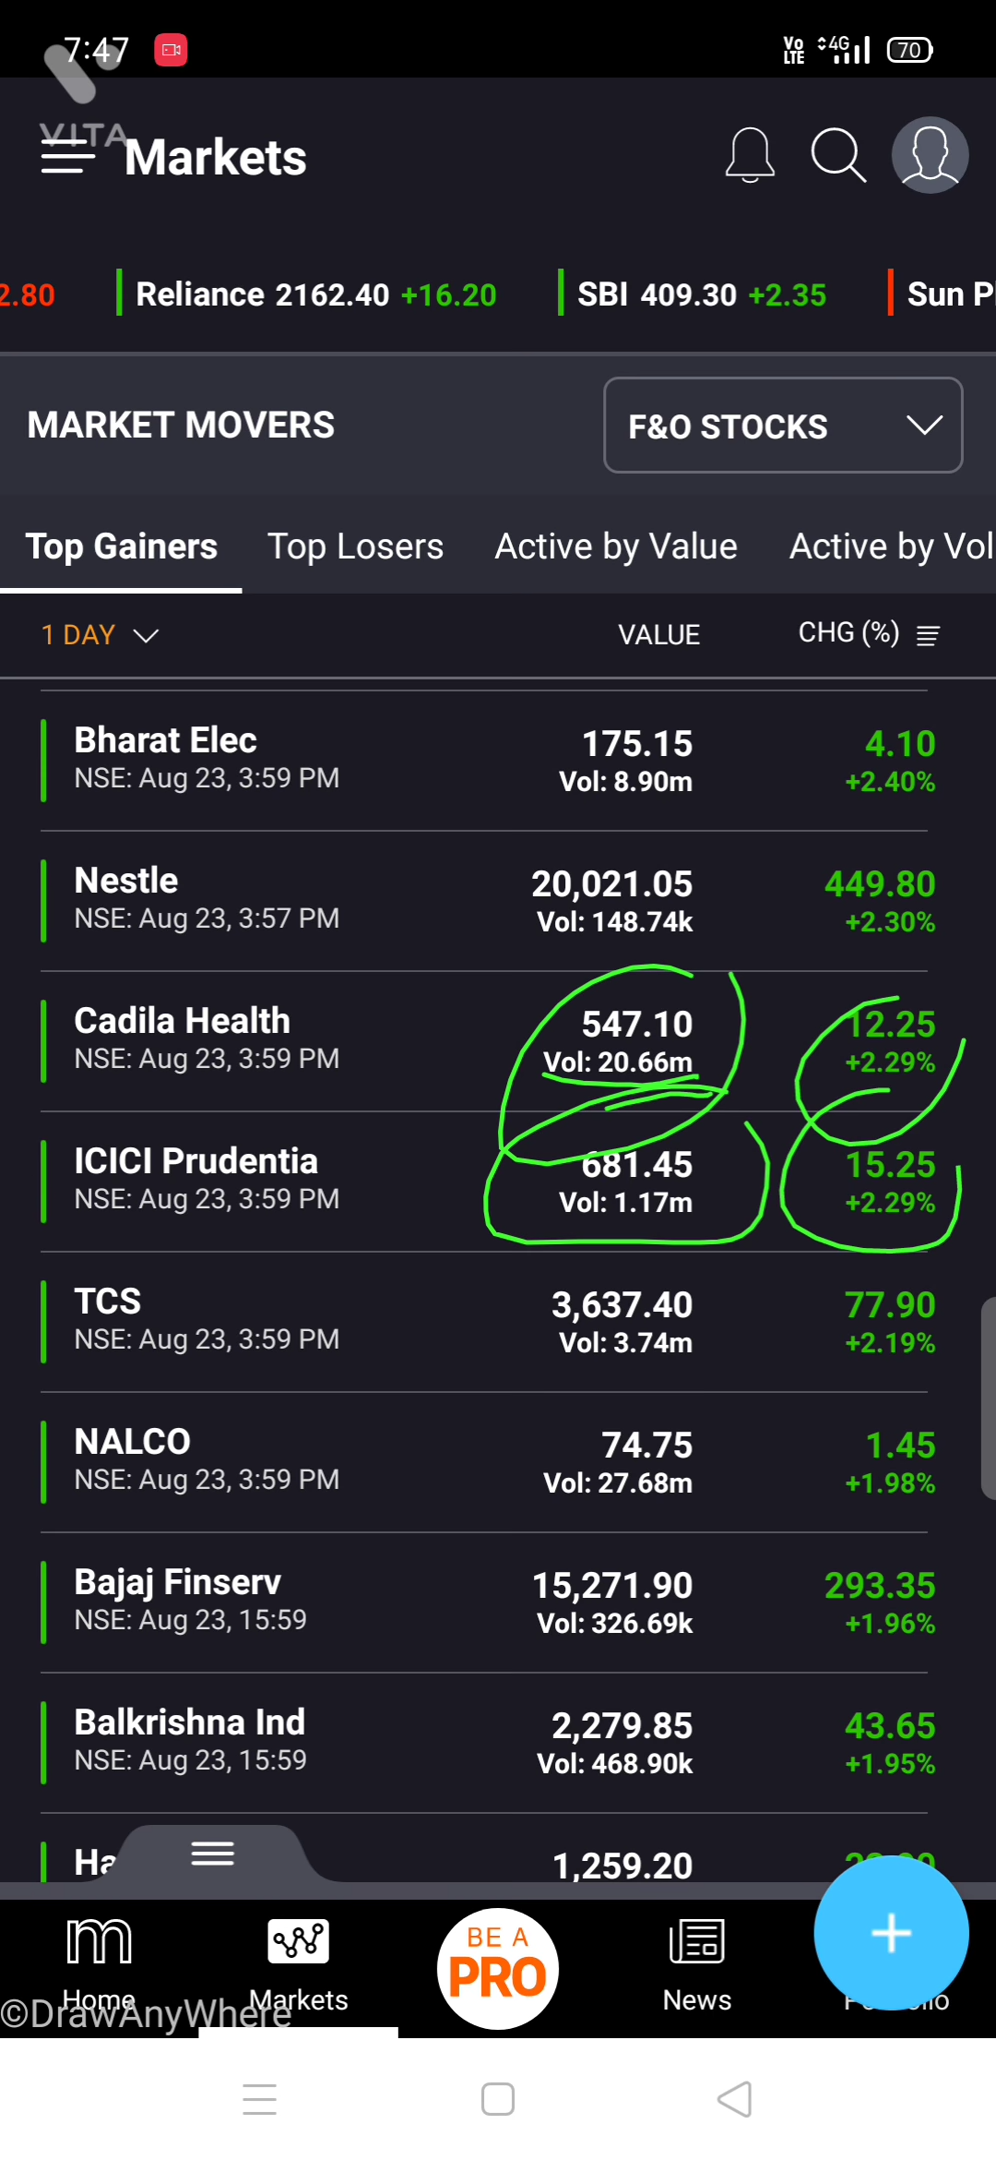 7:47
Vo
LTE
4G
70
VITA
Markets
2.80 Reliance 2162.40 +16.20 SBI 409.30 +2.35 Sun P
MARKET MOVERS
F&O STOCKS
Top Gainers Top Losers Active by Value Active by Vol
1 DAY VALUE CHG (%)
Bharat Elec 175.15 4.10
NSE: Aug 23, 3:59 PM Vol: 8.90m +2.40%
Nestle 20,021.05 449.80
NSE: Aug 23, 3:57 PM Vol: 148.74k +2.30%
Cadila Health 547.10 12.25
NSE: Aug 23, 3:59 PM Vol: 20.66m +2.29%
ICICI Prudentia 681.45 15.25
NSE: Aug 23, 3:59 PM Vol: 1.17m +2.29%
TCS 3,637.40 77.90
NSE: Aug 23, 3:59 PM Vol: 3.74m +2.19%
NALCO 74.75 1.45
NSE: Aug 23, 3:59 PM Vol: 27.68m +1.98%
Bajaj Finserv 15,271.90 293.35
NSE: Aug 23, 15:59 Vol: 326.69k +1.96%
Balkrishna Ind 2,279.85 43.65
NSE: Aug 23, 15:59 Vol: 468.90k +1.95%
Ha 1,259.20
m
BE A
PRO
Home Markets News
©DrawAnyWhere